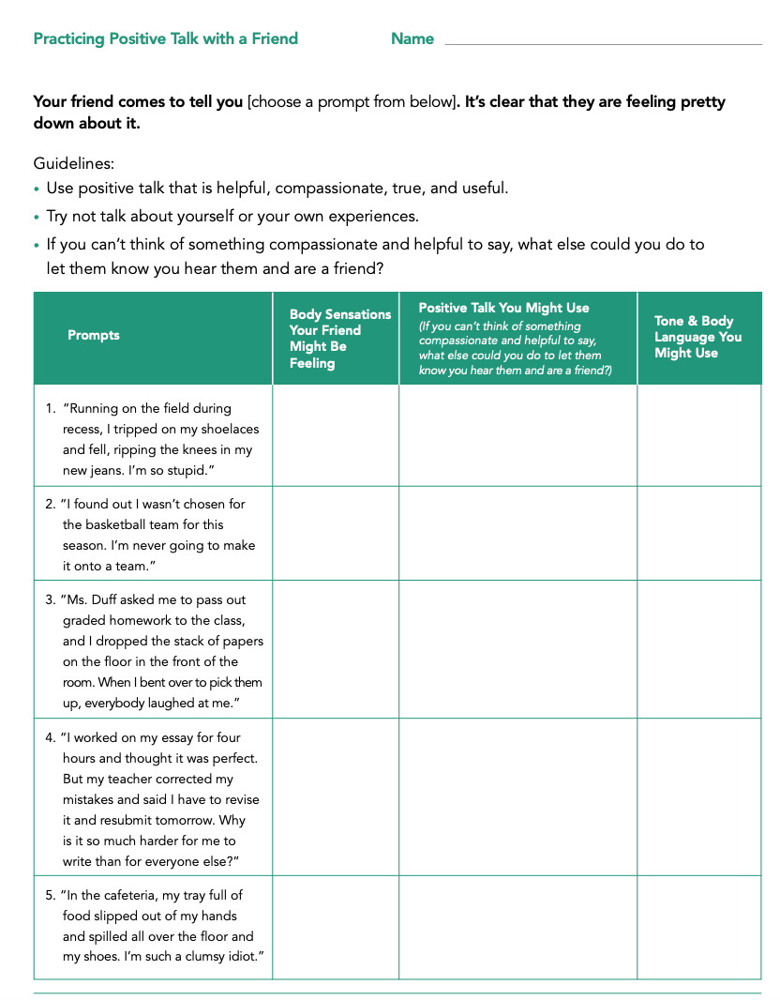 Practicing Positive Talk with a Friend
Name
Your friend comes to tell you [choose a prompt from below]. It’s clear that they are feeling pretty
down about it.
Guidelines:
• Use positive talk that is helpful, compassionate, true, and useful.
• Try not talk about yourself or your own experiences.
• If you can’t think of something compassionate and helpful to say, what else could you do to
let them know you hear them and are a friend?
Prompts
Body Sensations
Your Friend
Might Be
Feeling
Positive Talk You Might Use
(If you can’t think of something
compassionate and helpful to say,
what else could you do to let them
know you hear them and are a friend?)
Tone & Body
Language You
Might Use
1. “Running on the field during
recess, I tripped on my shoelaces
and fell, ripping the knees in my
new jeans. I’m so stupid.”
2. “I found out I wasn’t chosen for
the basketball team for this
season. I’m never going to make
it onto a team.”
3. “Ms. Duff asked me to pass out
graded homework to the class,
and I dropped the stack of papers
on the floor in the front of the
room. When I bent over to pick them
up, everybody laughed at me.”
4. “I worked on my essay for four
hours and thought it was perfect.
But my teacher corrected my
mistakes and said I have to revise
it and resubmit tomorrow. Why
is it so much harder for me to
write than for everyone else?”
5. “In the cafeteria, my tray full of
food slipped out of my hands
and spilled all over the floor and
my shoes. I’m such a clumsy idiot.”